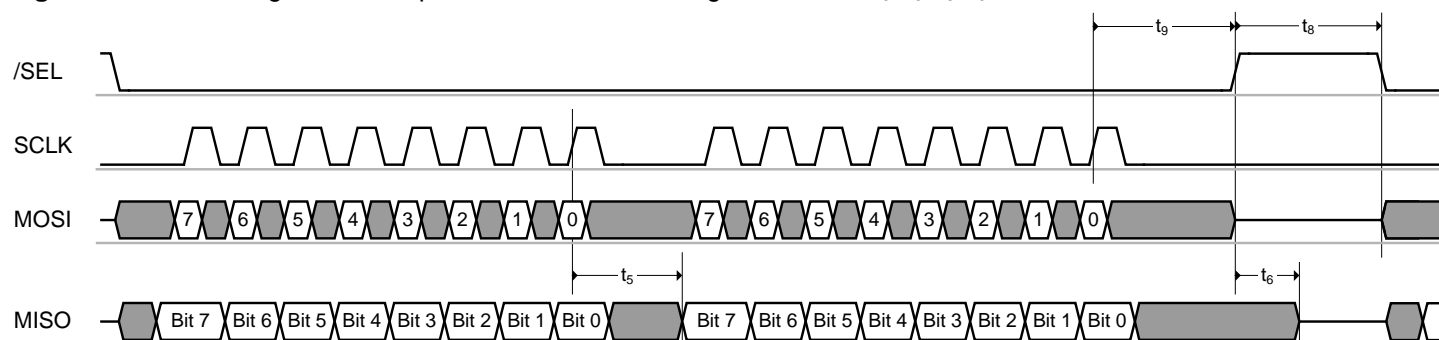 t9 t8
/SEL
SCLK
MOSI 7 6 5 4 3 2 1 0 7 6 5 4 3 2 1 0
t5 t6
MISO Bit 7 Bit 6 Bit 5 Bit 4 Bit 3 Bit 2 Bit 1 Bit 0 Bit 7 Bit 6 Bit 5 Bit 4 Bit 3 Bit 2 Bit 1 Bit 0